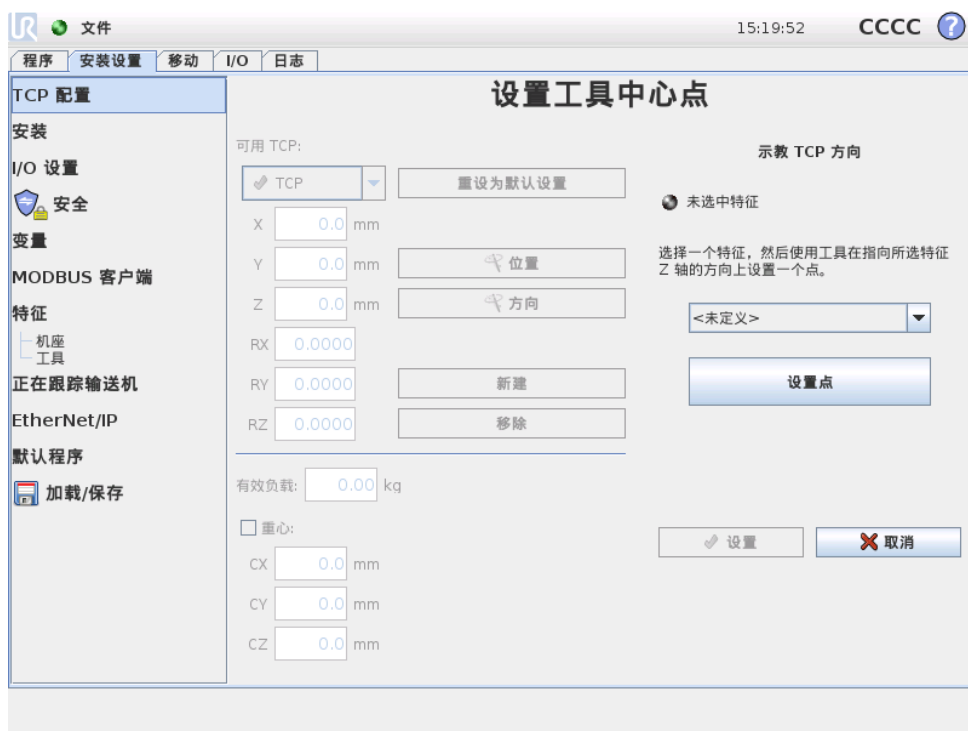 UR 文件 15:19:52 CCCC ?
程序 安装设置 移动 I/O 日志
TCP 配置
安装
I/O 设置
安全
变量
MODBUS 客户端
特征
机座
工具
正在跟踪输送机
EtherNet/IP
默认程序
加载/保存
设置工具中心点
可用 TCP:
TCP 重设为默认设置
X 0.0 mm
Y 0.0 mm 位置
Z 0.0 mm 方向
RX 0.0000
RY 0.0000 新建
RZ 0.0000 移除
有效负载: 0.00 kg
重心:
CX 0.0 mm
CY 0.0 mm
CZ 0.0 mm
示教 TCP 方向
未选中特征
选择一个特征，然后使用工具在指向所选特征
Z 轴的方向上设置一个点。
<未定义>
设置点
设置 取消